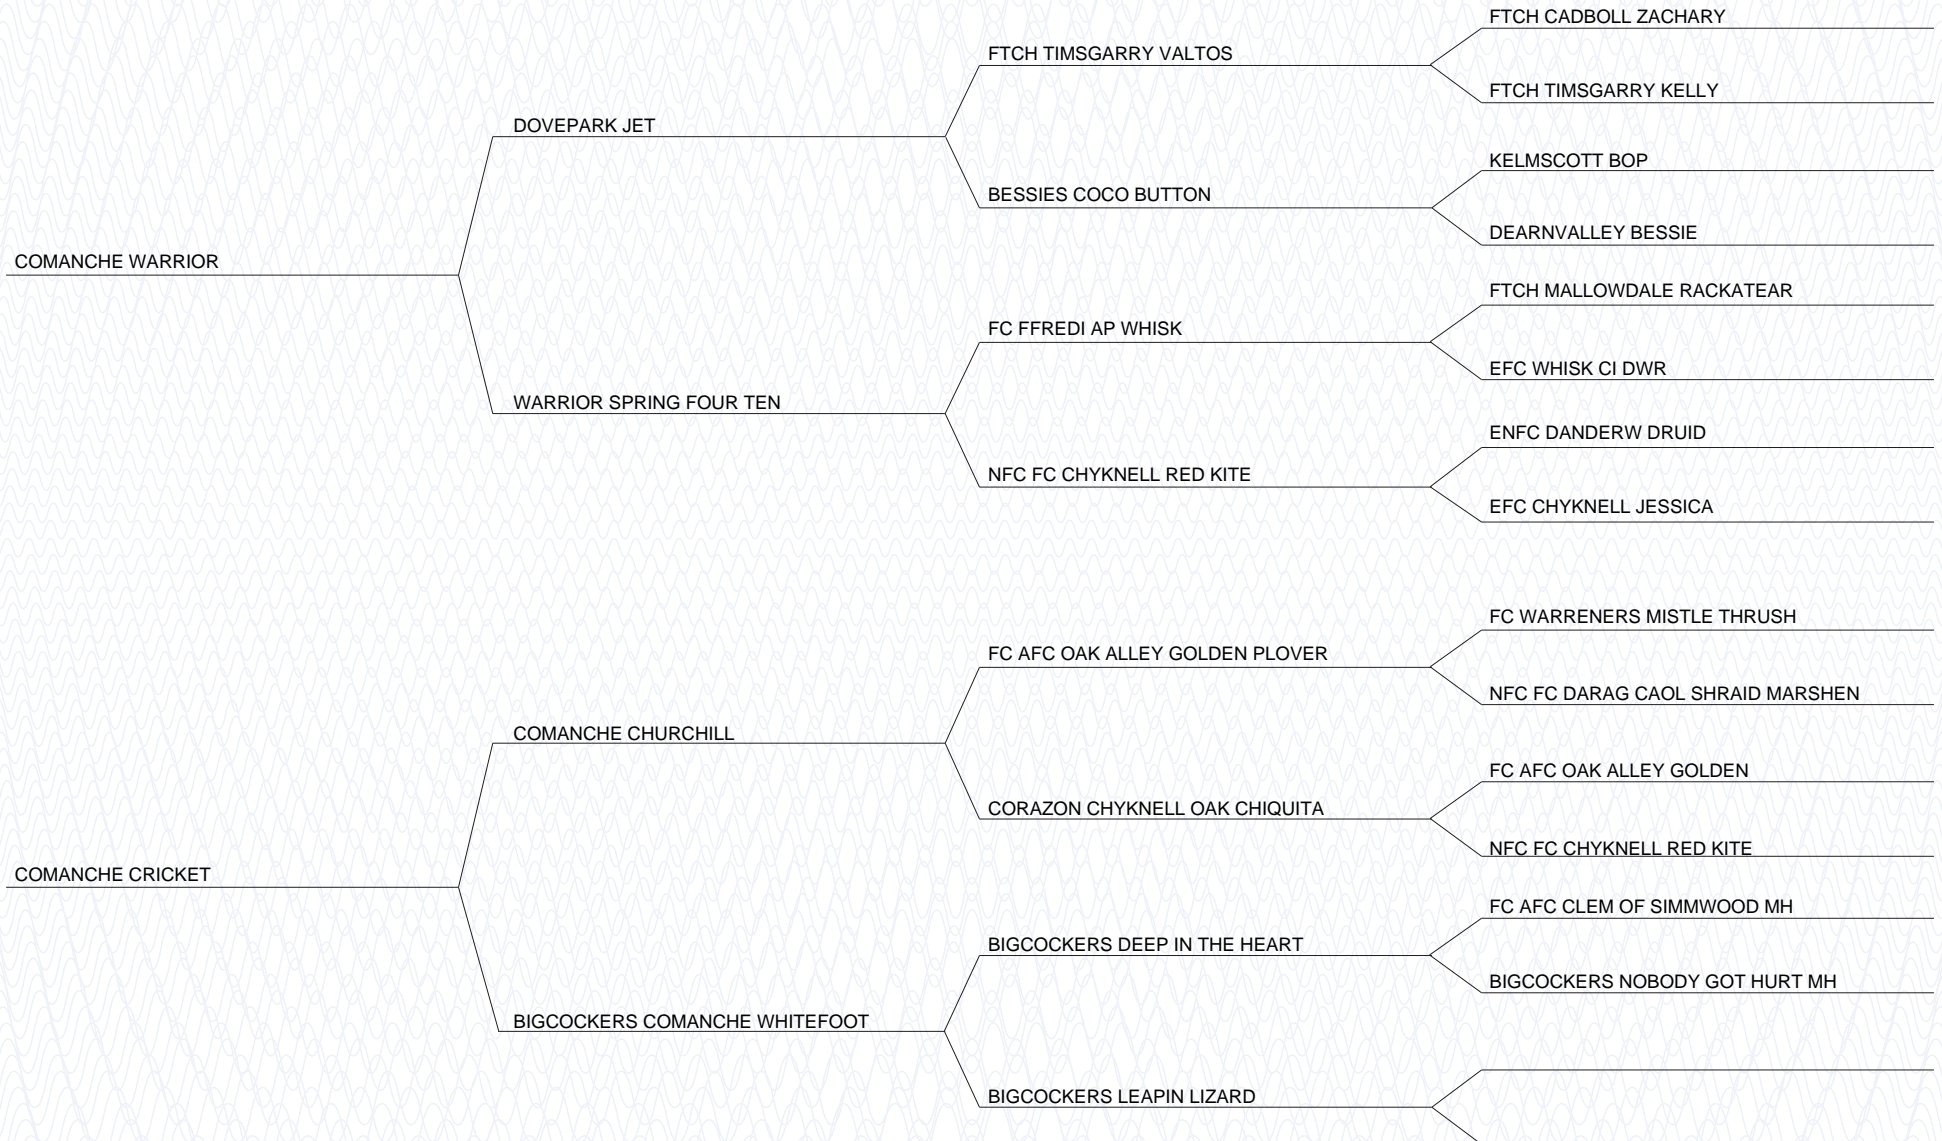 FTCH CADBOLL ZACHARY
FTCH TIMSGARRY VALTOS
FTCH TIMSGARRY KELLY
DOVEPARK JET
KELMSCOTT BOP
BESSIES COCO BUTTON
DEARNVALLEY BESSIE
COMANCHE WARRIOR
FTCH MALLOWDALE RACKATEAR
FC FFREDI AP WHISK
EFC WHISK CI DWR
WARRIOR SPRING FOUR TEN
ENFC DANDERW DRUID
NFC FC CHYKNELL RED KITE
EFC CHYKNELL JESSICA
FC WARRENERS MISTLE THRUSH
FC AFC OAK ALLEY GOLDEN PLOVER
NFC FC DARAG CAOL SHRAID MARSHEN
COMANCHE CHURCHILL
FC AFC OAK ALLEY GOLDEN
CORAZON CHYKNELL OAK CHIQUITA
NFC FC CHYKNELL RED KITE
COMANCHE CRICKET
FC AFC CLEM OF SIMMWOOD MH
BIGCOCKERS DEEP IN THE HEART
BIGCOCKERS NOBODY GOT HURT MH
BIGCOCKERS COMANCHE WHITEFOOT
BIGCOCKERS LEAPIN LIZARD